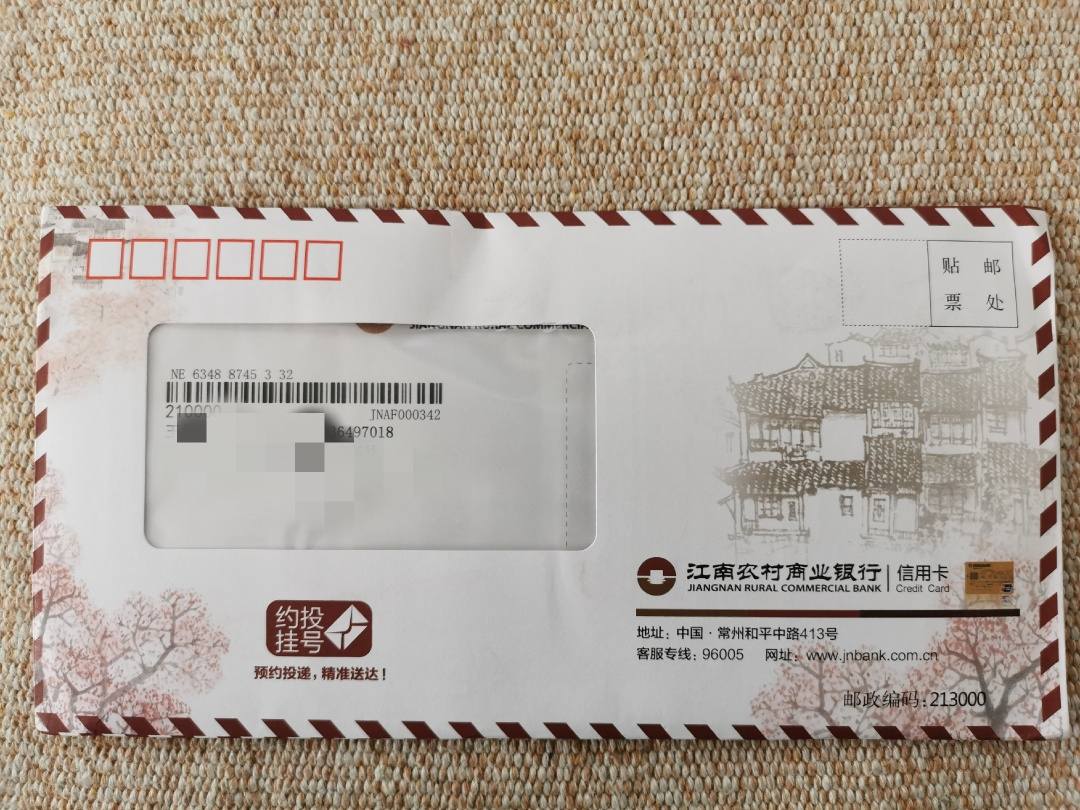 贴 邮
票 处
NE 6348 8745 3 32
210000
JNAF000342
6497018
江南农村商业银行 信用卡
JIANGNAN RURAL COMMERCIAL BANK Credit Card
地址：中国·常州和平中路413号
客服专线：96005 网址：www.jnbank.com.cn
约投
挂号
预约投递，精准送达！
邮政编码：213000